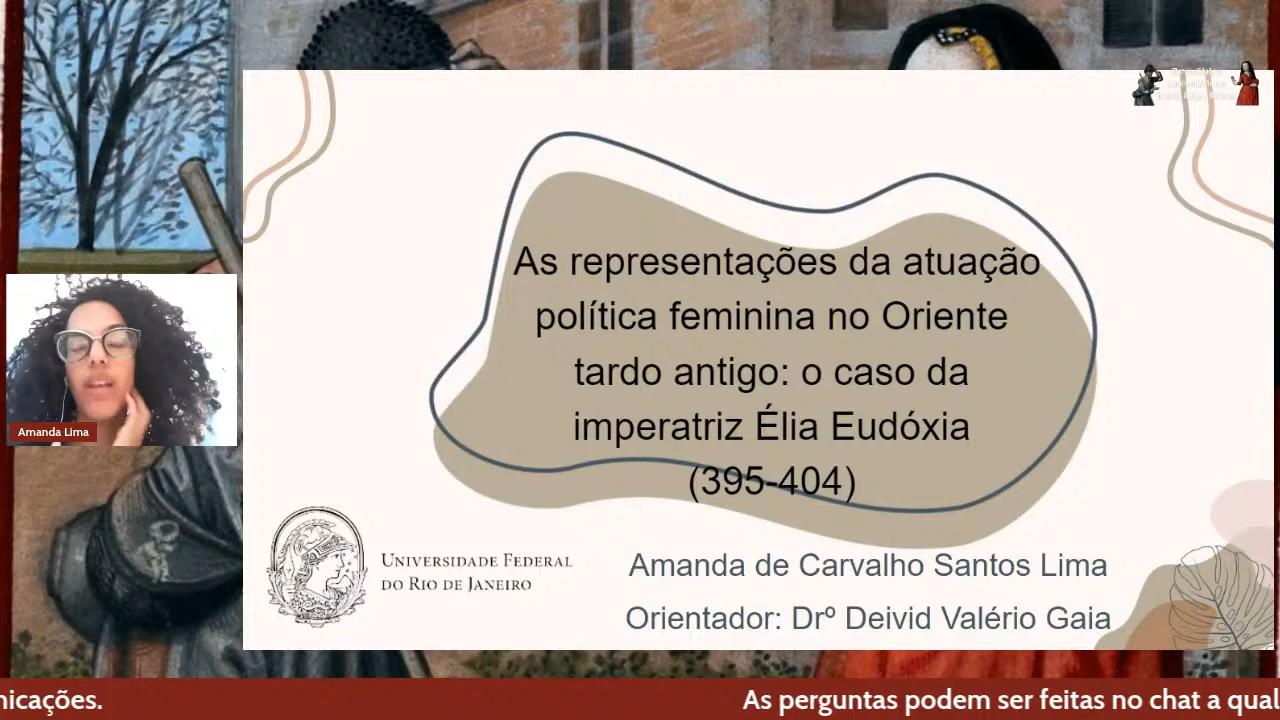 As representações da atuação
política feminina no Oriente
tardo antigo: o caso da
imperatriz Élia Eudóxia
(395-404)
Amanda Lima
UNIVERSIDADE FEDERAL
DO RIO DE JANEIRO
Amanda de Carvalho Santos Lima
Orientador: Drº Deivid Valério Gaia
nicações.
As perguntas podem ser feitas no chat a qual